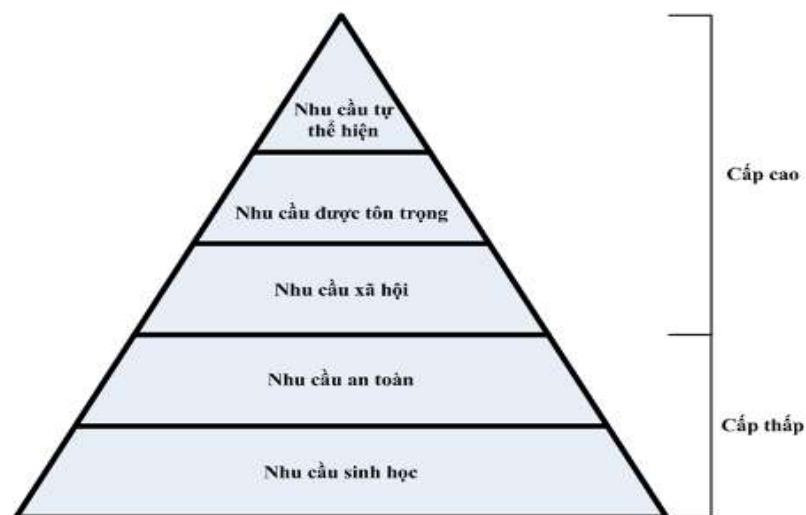 Nhu cầu tự
thể hiện
Nhu cầu được tôn trọng
Nhu cầu xã hội
Nhu cầu an toàn
Nhu cầu sinh học
Cấp cao
Cấp thấp